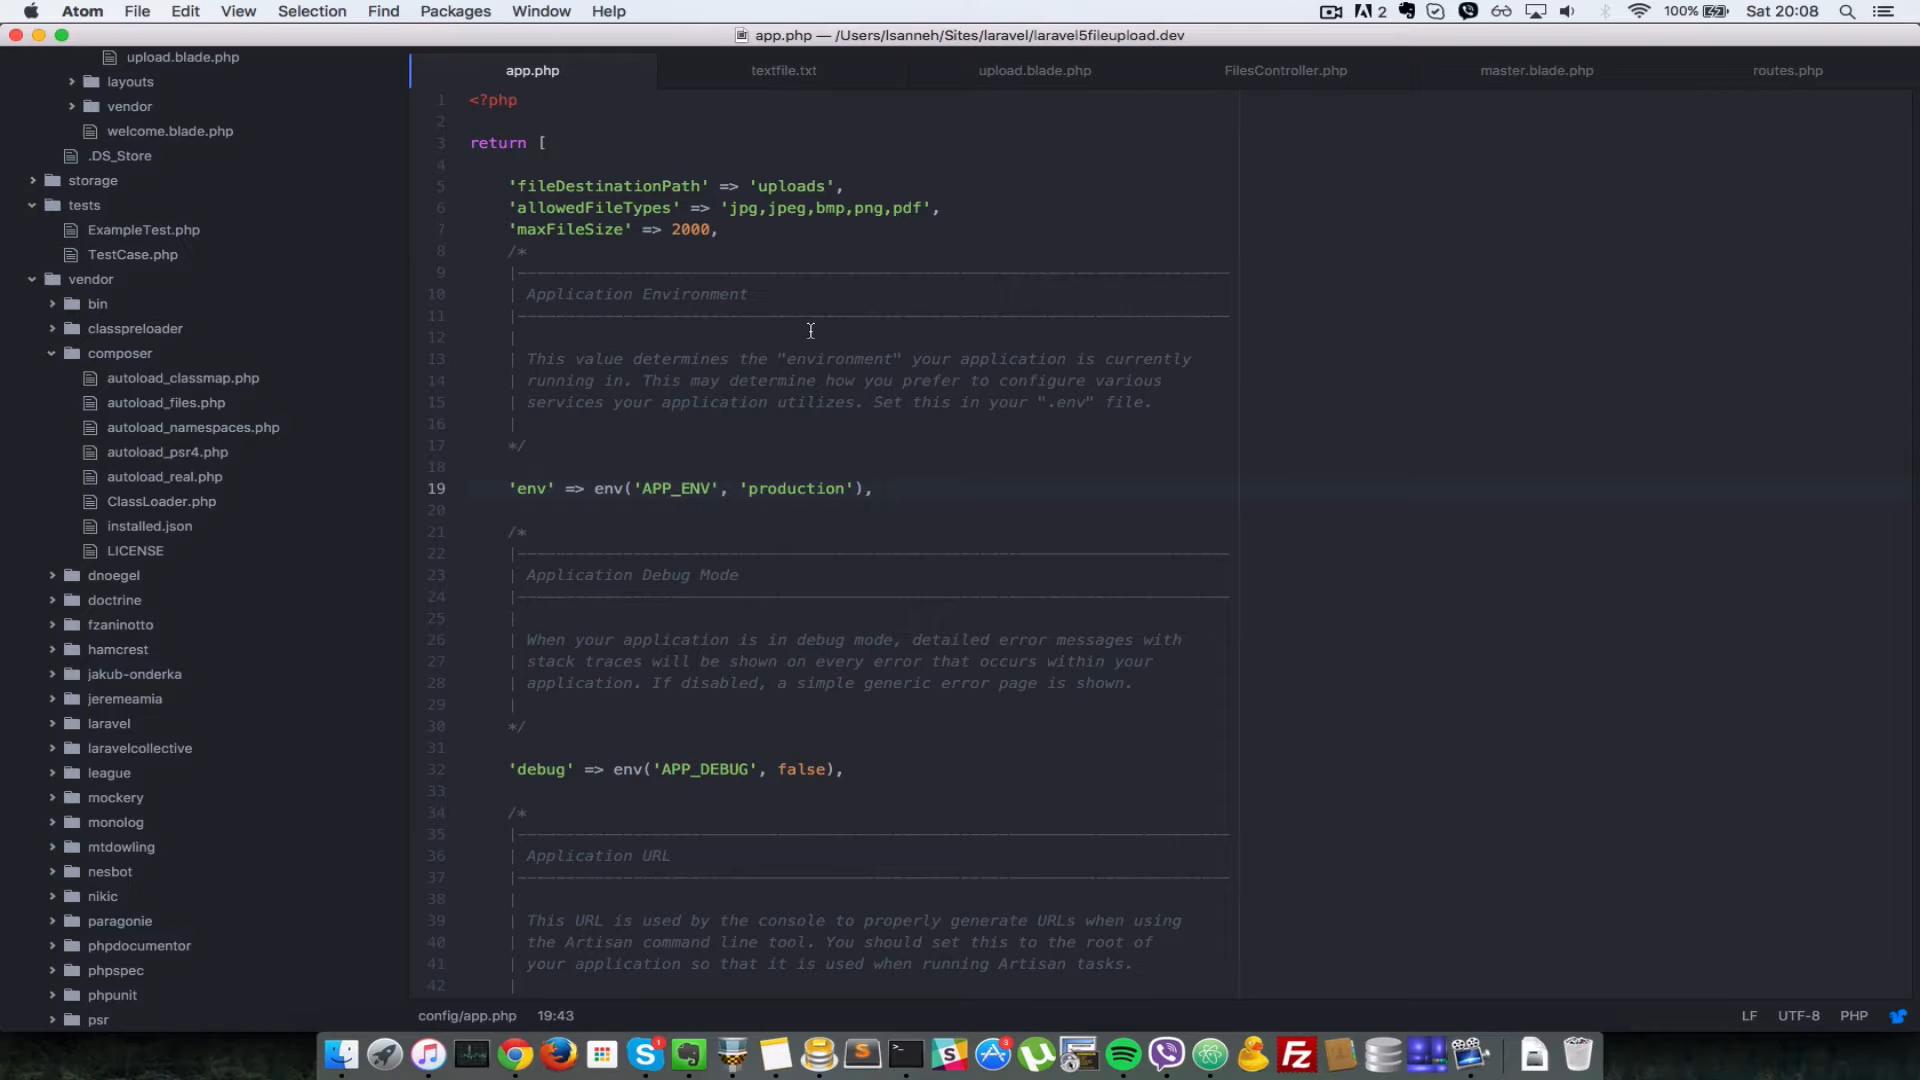 Atom File Edit View Selection Find Packages Window Help 2 100% Sat 20:08
app.php — /Users/lsanneh/Sites/laravel/laravel5fileupload.dev
upload.blade.php
layouts
vendor
welcome.blade.php
.DS_Store
storage
tests
ExampleTest.php
TestCase.php
vendor
bin
classpreloader
composer
autoload_classmap.php
autoload_files.php
autoload_namespaces.php
autoload_psr4.php
autoload_real.php
ClassLoader.php
installed.json
LICENSE
dnoegel
doctrine
fzaninotto
hamcrest
jakub-onderka
jeremeamia
laravel
laravelcollective
league
mockery
monolog
mtdowling
nesbot
nikic
paragonie
phpdocumentor
phpspec
phpunit
psr
app.php textfile.txt upload.blade.php FilesController.php master.blade.php routes.php
1 <?php
2
3 return [
4
5 'fileDestinationPath' => 'uploads',
6 'allowedFileTypes' => 'jpg,jpeg,bmp,png,pdf',
7 'maxFileSize' => 2000,
8 /*
9 |--------------------------------------------------------------------------
10 | Application Environment
11 |--------------------------------------------------------------------------
12 |
13 | This value determines the "environment" your application is currently
14 | running in. This may determine how you prefer to configure various
15 | services your application utilizes. Set this in your ".env" file.
16 |
17 */
18
19 'env' => env('APP_ENV', 'production'),
20
21 /*
22 |--------------------------------------------------------------------------
23 | Application Debug Mode
24 |--------------------------------------------------------------------------
25 |
26 | When your application is in debug mode, detailed error messages with
27 | stack traces will be shown on every error that occurs within your
28 | application. If disabled, a simple generic error page is shown.
29 |
30 */
31
32 'debug' => env('APP_DEBUG', false),
33
34 /*
35 |--------------------------------------------------------------------------
36 | Application URL
37 |--------------------------------------------------------------------------
38 |
39 | This URL is used by the console to properly generate URLs when using
40 | the Artisan command line tool. You should set this to the root of
41 | your application so that it is used when running Artisan tasks.
42 |
config/app.php 19:43 LF UTF-8 PHP